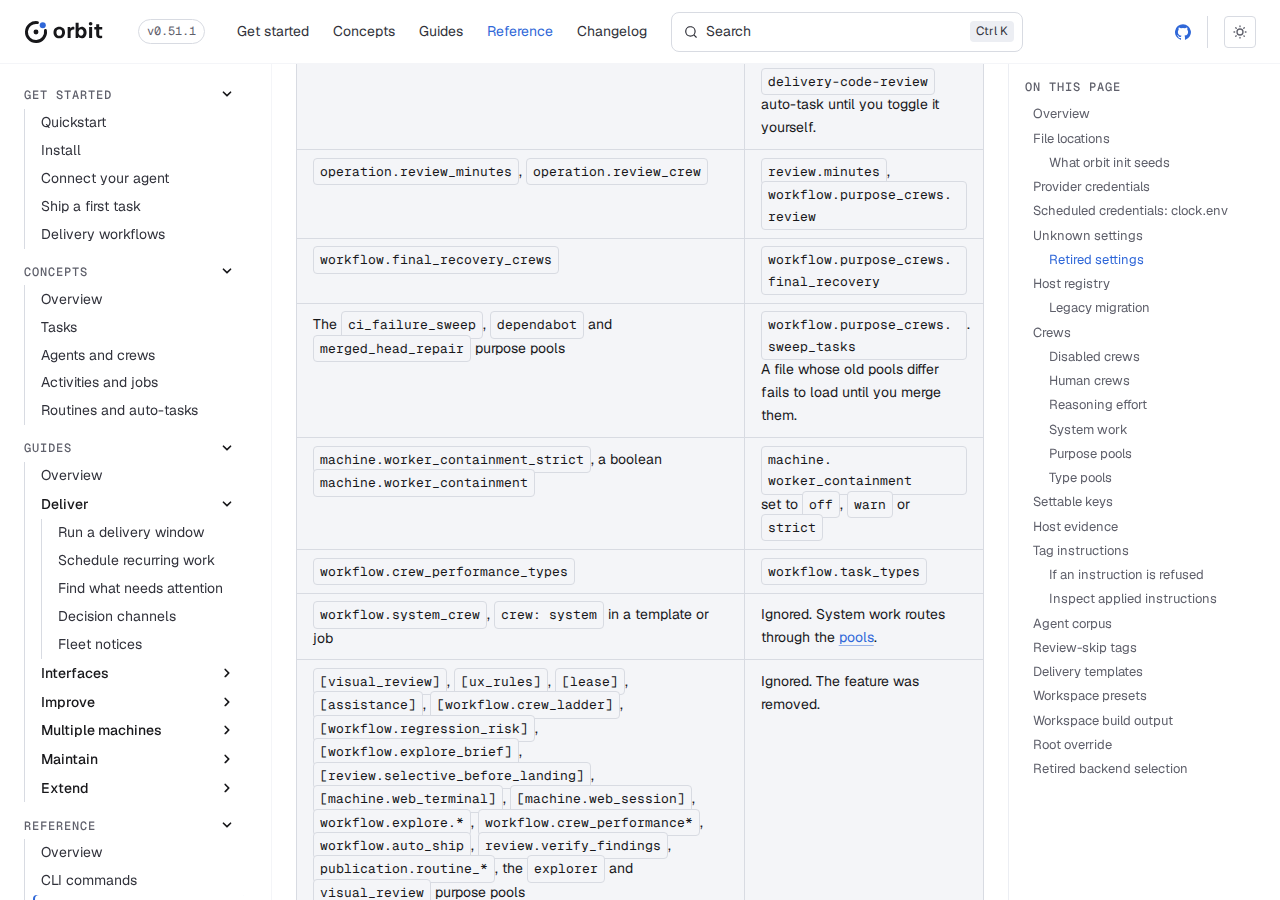 orbit
v0.51.1
Get started
Concepts
Guides
Reference
Changelog
Search
Ctrl K
GET STARTED
Quickstart
Install
Connect your agent
Ship a first task
Delivery workflows
CONCEPTS
Overview
Tasks
Agents and crews
Activities and jobs
Routines and auto-tasks
GUIDES
Overview
Deliver
Run a delivery window
Schedule recurring work
Find what needs attention
Decision channels
Fleet notices
Interfaces
Improve
Multiple machines
Maintain
Extend
REFERENCE
Overview
CLI commands
delivery-code-review
auto-task until you toggle it
yourself.
operation.review_minutes, operation.review_crew
review.minutes,
workflow.purpose_crews.
review
workflow.final_recovery_crews
workflow.purpose_crews.
final_recovery
The ci_failure_sweep, dependabot and
merged_head_repair purpose pools
workflow.purpose_crews.
sweep_tasks.
A file whose old pools differ
fails to load until you merge
them.
machine.worker_containment_strict, a boolean
machine.worker_containment
machine.
worker_containment
set to off, warn or
strict
workflow.crew_performance_types
workflow.task_types
workflow.system_crew, crew: system in a template or
job
Ignored. System work routes
through the pools.
[visual_review], [ux_rules], [lease],
[assistance], [workflow.crew_ladder],
[workflow.regression_risk],
[workflow.explore_brief],
[review.selective_before_landing],
[machine.web_terminal], [machine.web_session],
workflow.explore.*, workflow.crew_performance*,
workflow.auto_ship, review.verify_findings,
publication.routine_*, the explorer and
visual_review purpose pools
Ignored. The feature was
removed.
ON THIS PAGE
Overview
File locations
What orbit init seeds
Provider credentials
Scheduled credentials: clock.env
Unknown settings
Retired settings
Host registry
Legacy migration
Crews
Disabled crews
Human crews
Reasoning effort
System work
Purpose pools
Type pools
Settable keys
Host evidence
Tag instructions
If an instruction is refused
Inspect applied instructions
Agent corpus
Review-skip tags
Delivery templates
Workspace presets
Workspace build output
Root override
Retired backend selection